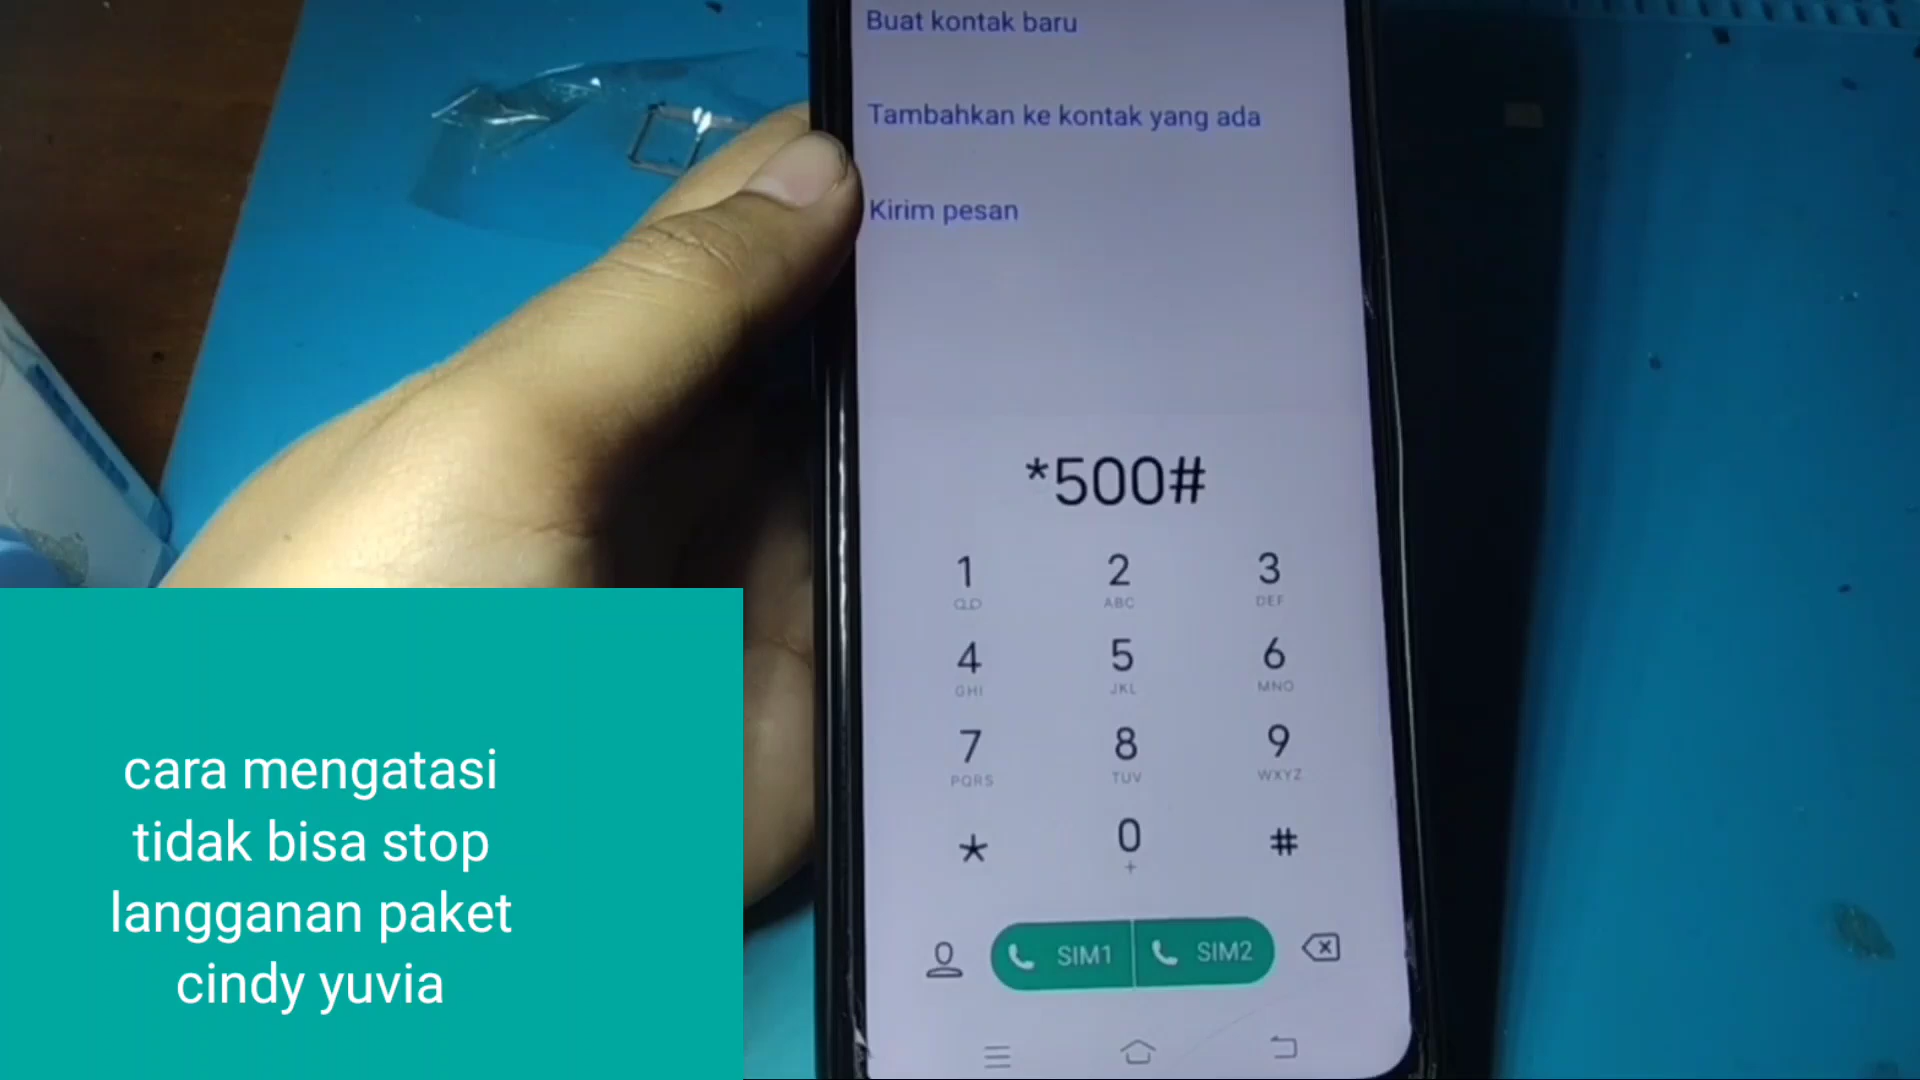 Buat kontak baru
Tambahkan ke kontak yang ada
Kirim pesan
*500#
1 2 3
ABC DEF
4 5 6
GHI JKL MNO
7 8 9
PQRS TUV WXYZ
* 0 #
+
SIM1 SIM2
cara mengatasi
tidak bisa stop
langganan paket
cindy yuvia